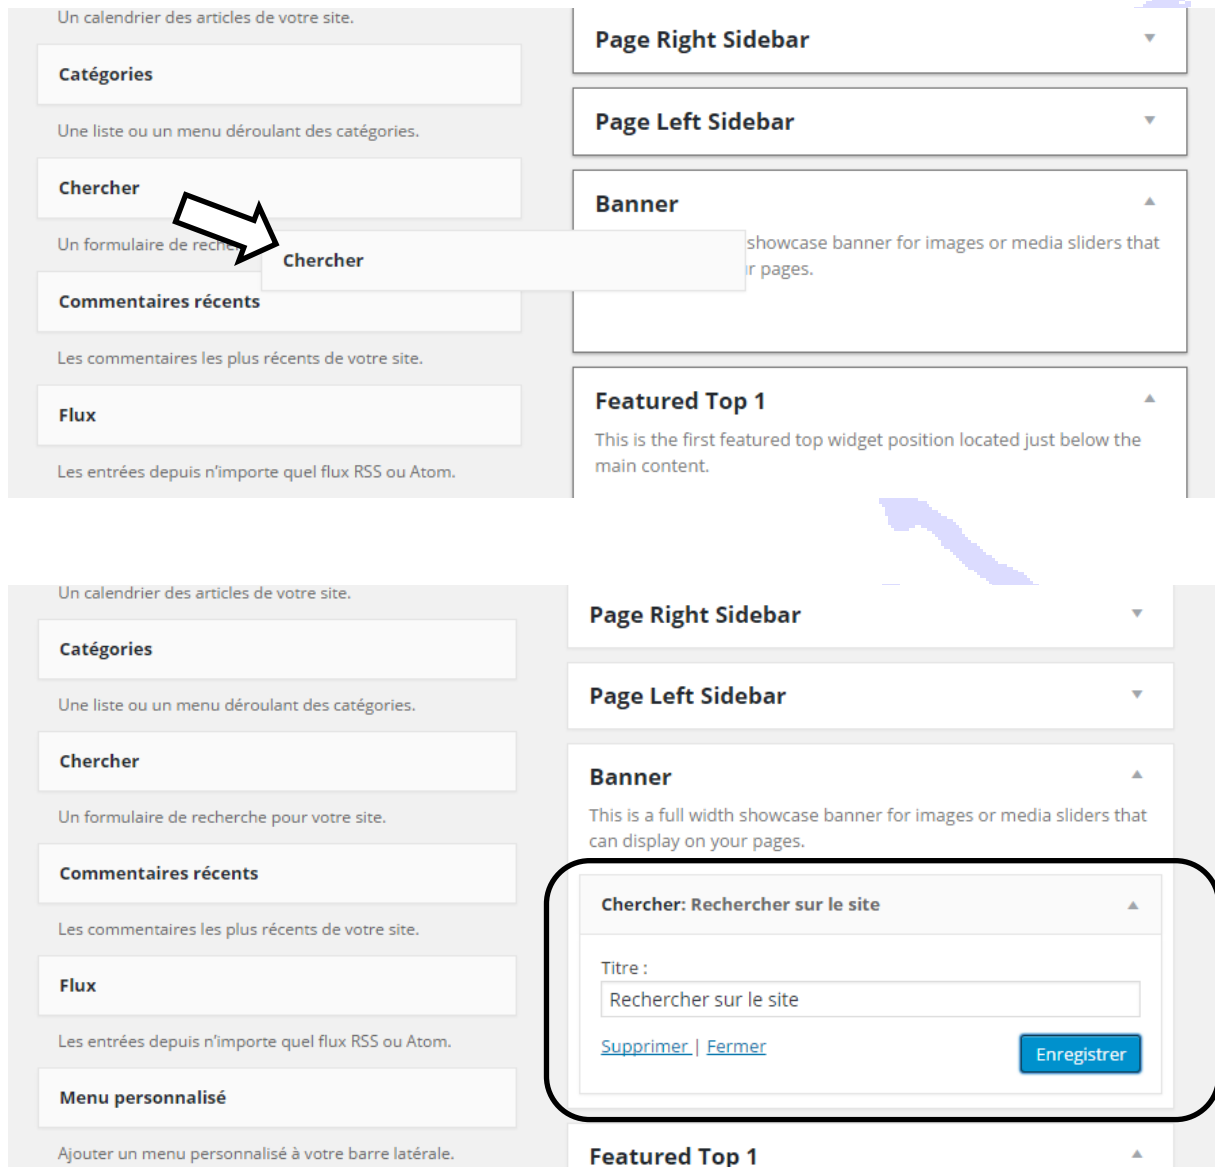 Un calendrier des articles de votre site.
Catégories
Une liste ou un menu déroulant des catégories.
Chercher
Un formulaire de reche
Chercher
Commentaires récents
Les commentaires les plus récents de votre site.
Flux
Les entrées depuis n'importe quel flux RSS ou Atom.
Page Right Sidebar
Page Left Sidebar
Banner
showcase banner for images or media sliders that
r pages.
Featured Top 1
This is the first featured top widget position located just below the
main content.
Un calendrier des articles de votre site.
Catégories
Une liste ou un menu déroulant des catégories.
Chercher
Un formulaire de recherche pour votre site.
Commentaires récents
Les commentaires les plus récents de votre site.
Flux
Les entrées depuis n'importe quel flux RSS ou Atom.
Menu personnalisé
Ajouter un menu personnalisé à votre barre latérale.
Page Right Sidebar
Page Left Sidebar
Banner
This is a full width showcase banner for images or media sliders that
can display on your pages.
Chercher: Rechercher sur le site
Titre :
Rechercher sur le site
Supprimer | Fermer
Enregistrer
Featured Top 1